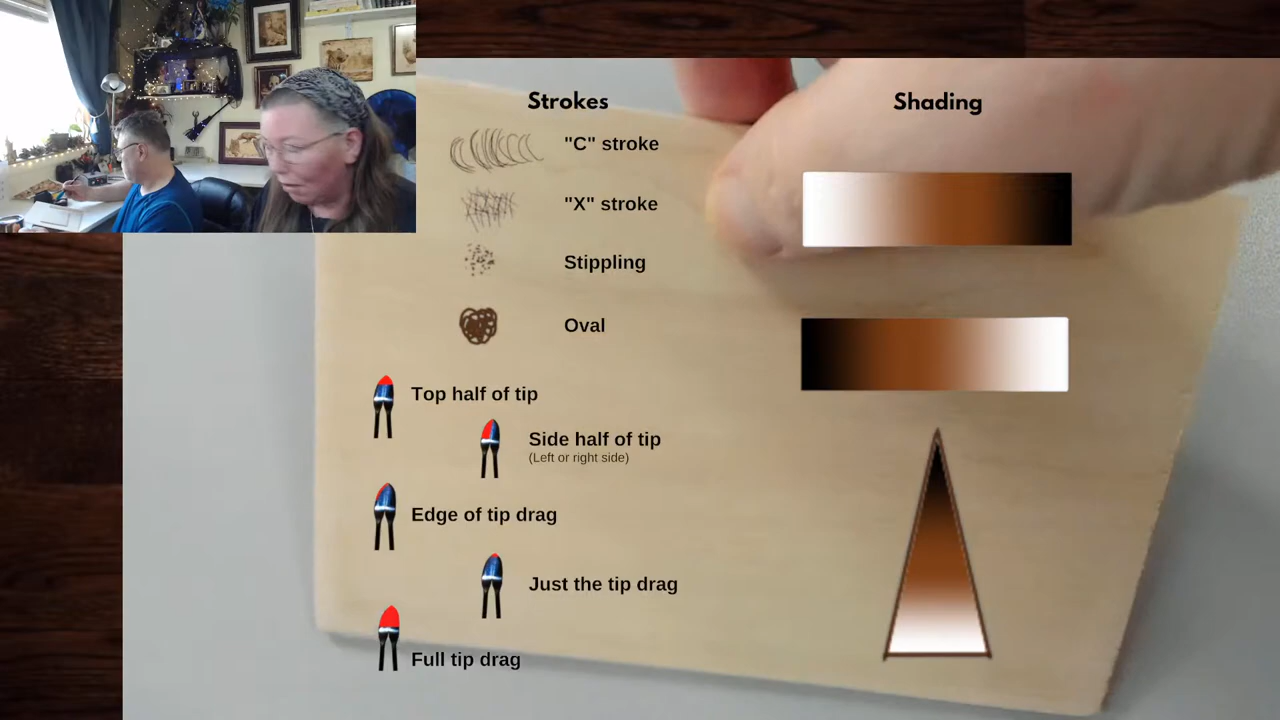 Strokes
"C" stroke
"X" stroke
Stippling
Oval
Top half of tip
Side half of tip
(Left or right side)
Edge of tip drag
Just the tip drag
Full tip drag
Shading